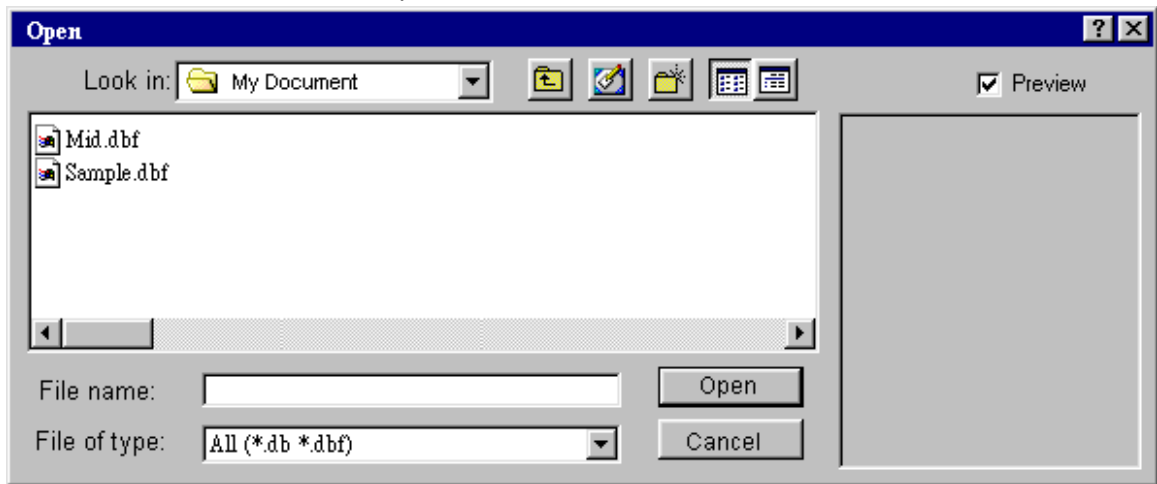 Open
Look in: My Document Preview
Mid.dbf
Sample.dbf
File name: Open
File of type: All (*.db *.dbf) Cancel